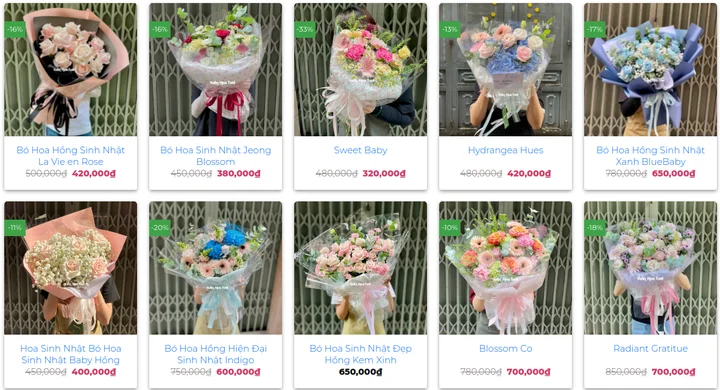 -16%
-16%
-33%
-13%
-17%
Bó Hoa Hồng Sinh Nhật
La Vie en Rose
500,000₫ 420,000₫
Bó Hoa Sinh Nhật Jeong
Blossom
450,000₫ 380,000₫
Sweet Baby
480,000₫ 320,000₫
Hydrangea Hues
480,000₫ 420,000₫
Bó Hoa Hồng Sinh Nhật
Xanh BlueBaby
780,000₫ 650,000₫
-11%
-20%
-10%
-18%
Hoa Sinh Nhật Bó Hoa
Sinh Nhật Baby Hồng
450,000₫ 400,000₫
Bó Hoa Hồng Hiện Đại
Sinh Nhật Indigo
750,000₫ 600,000₫
Bó Hoa Sinh Nhật Đẹp
Hồng Kem Xinh
650,000₫
Blossom Co
780,000₫ 700,000₫
Radiant Gratitue
850,000₫ 700,000₫